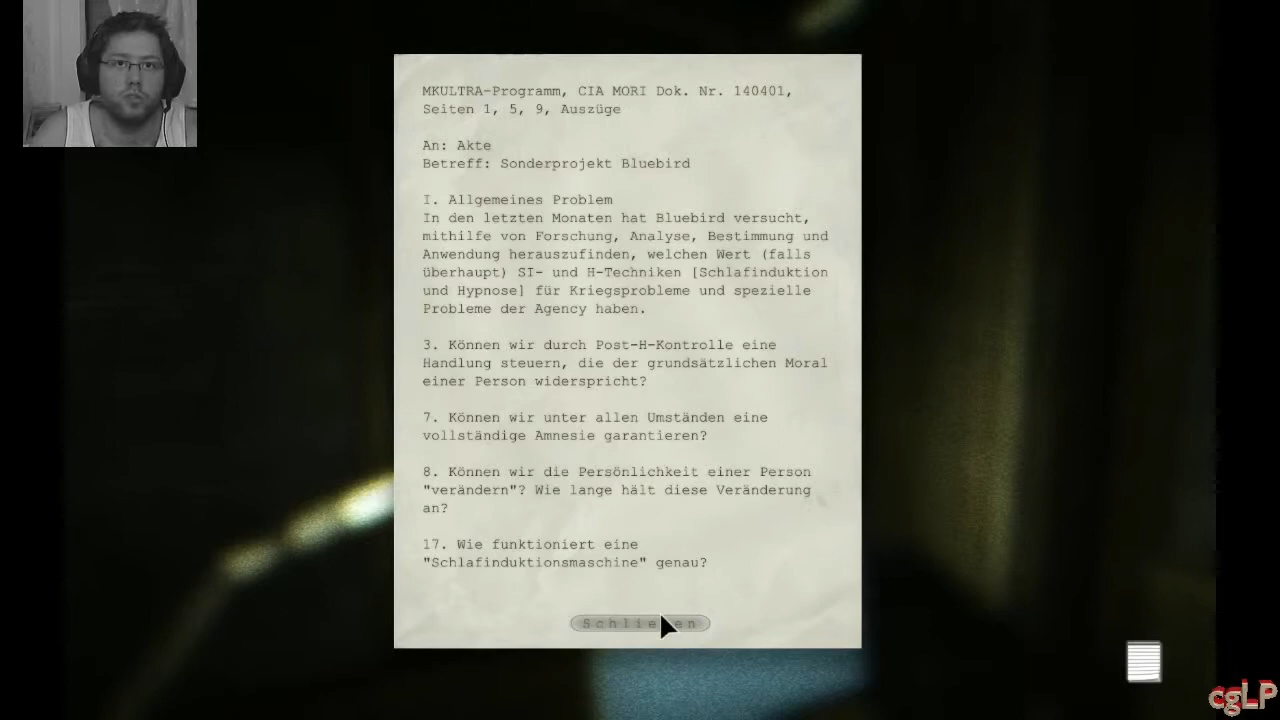 MKULTRA-Programm, CIA MORI Dok. Nr. 140401,
Seiten 1, 5, 9, Auszüge
An: Akte
Betreff: Sonderprojekt Bluebird
I. Allgemeines Problem
In den letzten Monaten hat Bluebird versucht,
mithilfe von Forschung, Analyse, Bestimmung und
Anwendung herauszufinden, welchen Wert (falls
überhaupt) SI- und H-Techniken [Schlafinduktion
und Hypnose] für Kriegsprobleme und spezielle
Probleme der Agency haben.
3. Können wir durch Post-H-Kontrolle eine
Handlung steuern, die der grundsätzlichen Moral
einer Person widerspricht?
7. Können wir unter allen Umständen eine
vollständige Amnesie garantieren?
8. Können wir die Persönlichkeit einer Person
"verändern"? Wie lange hält diese Veränderung
an?
17. Wie funktioniert eine
"Schlafinduktionsmaschine" genau?
Schließen
cgLP